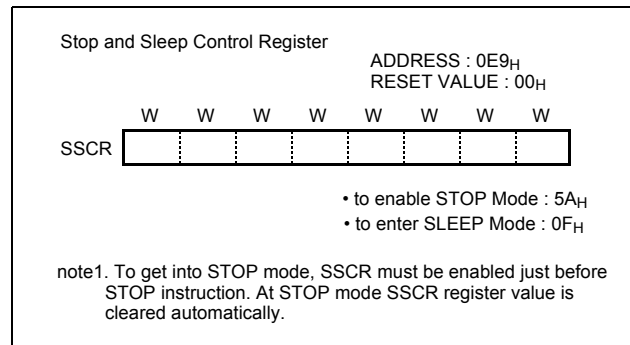 Stop and Sleep Control Register
ADDRESS : 0E9H
RESET VALUE : 00H
W W W W W W W W
SSCR
• to enable STOP Mode : 5AH
• to enter SLEEP Mode : 0FH
note1. To get into STOP mode, SSCR must be enabled just before
STOP instruction. At STOP mode SSCR register value is
cleared automatically.